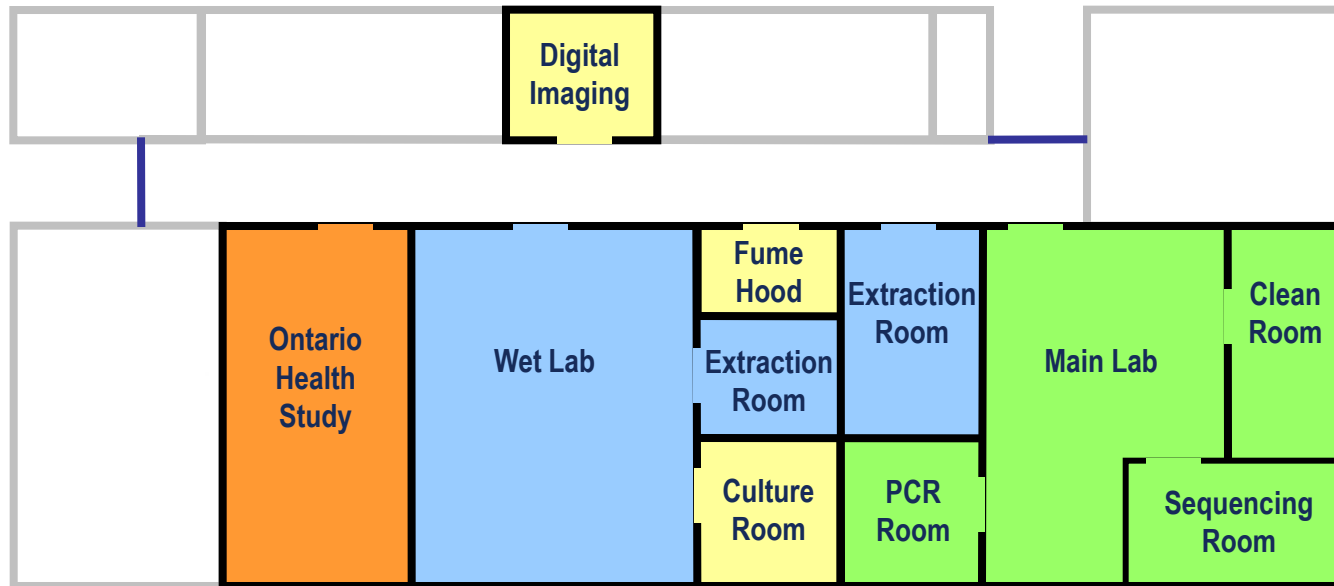 Digital
Imaging
Ontario
Health
Study
Wet Lab
Fume
Hood
Extraction
Room
Culture
Room
Extraction
Room
PCR
Room
Main Lab
Clean
Room
Sequencing
Room